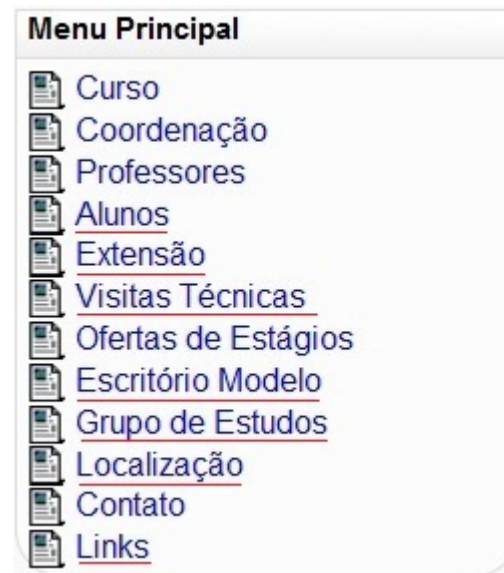 Menu Principal
Curso
Coordenação
Professores
Alunos
Extensão
Visitas Técnicas
Ofertas de Estágios
Escritório Modelo
Grupo de Estudos
Localização
Contato
Links